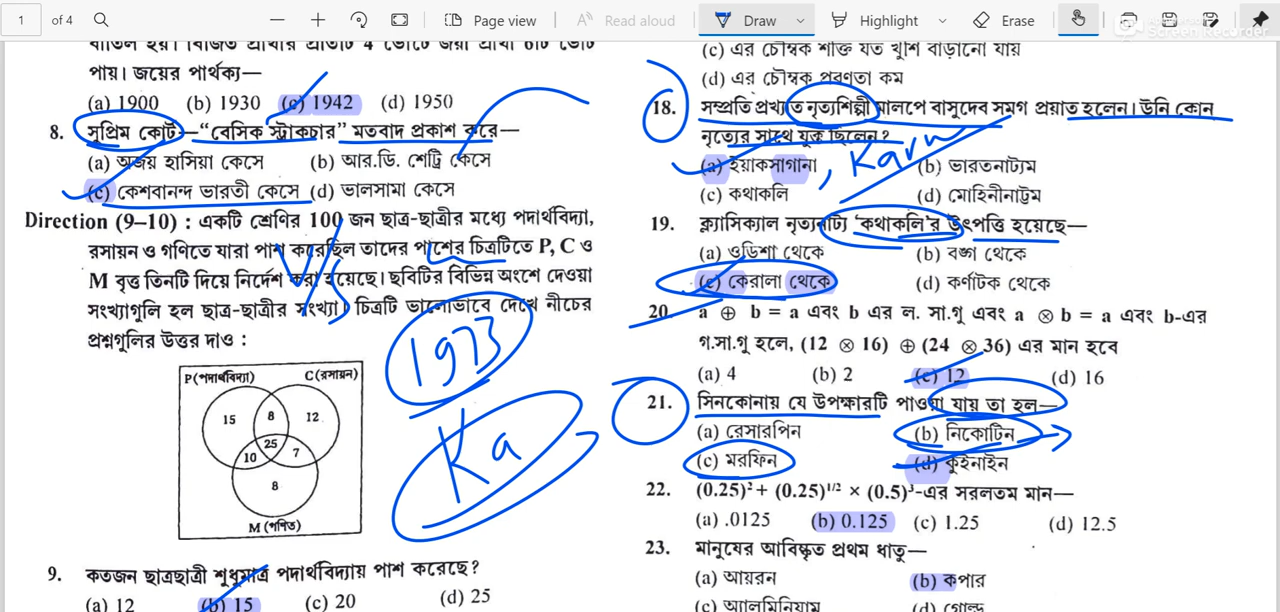 1 of 4
Page view
Read aloud
Draw
Highlight
Erase
Screen Recorder
বাতিল হয়। বিজিত প্রার্থীর প্রতিটি 4 ভোটে জয়ী প্রার্থী 6টি ভোট
পায়। জয়ের পার্থক্য—
(a) 1900 (b) 1930 (c) 1942 (d) 1950
8. সুপ্রিম কোর্ট—“বেসিক স্ট্রাকচার” মতবাদ প্রকাশ করে—
(a) অজয় হাসিয়া কেসে (b) আর.ডি. শেট্টি কেসে
(c) কেশবানন্দ ভারতী কেসে (d) ভালসামা কেসে
Direction (9–10) : একটি শ্রেণির 100 জন ছাত্র-ছাত্রীর মধ্যে পদার্থবিদ্যা,
রসায়ন ও গণিতে যারা পাশ করেছিল তাদের পাশের চিত্রটিতে P, C ও
M বৃত্ত তিনটি দিয়ে নির্দেশ করা হয়েছে। ছবিটির বিভিন্ন অংশে দেওয়া
সংখ্যাগুলি হল ছাত্র-ছাত্রীর সংখ্যা। চিত্রটি ভালোভাবে দেখে নীচের
প্রশ্নগুলির উত্তর দাও :
1973
Ka
P(পদার্থবিদ্যা) C(রসায়ন)
15 8 12
25
10 7
8
M (গণিত)
9. কতজন ছাত্রছাত্রী শুধুমাত্র পদার্থবিদ্যায় পাশ করেছে?
(a) 12 (b) 15 (c) 20 (d) 25
(c) এর চৌম্বক শক্তি যত খুশি বাড়ানো যায়
(d) এর চৌম্বক প্রবণতা কম
18. সম্প্রতি প্রখ্যাত নৃত্যশিল্পী মালপে বাসুদেব সমগ প্রয়াত হলেন। উনি কোন
নৃত্যের সাথে যুক্ত ছিলেন?
(a) ইয়াকসাগানা (b) ভারতনাট্যম
(c) কথাকলি (d) মোহিনীনাট্টম
19. ক্ল্যাসিক্যাল নৃত্যনাট্য ‘কথাকলি’র উৎপত্তি হয়েছে—
(a) ওড়িশা থেকে (b) বঙ্গ থেকে
(c) কেরালা থেকে (d) কর্ণাটক থেকে
20. a ⊕ b = a এবং b এর ল. সা.গু এবং a ⊗ b = a এবং b-এর
গ.সা.গু হলে, (12 ⊗ 16) ⊕ (24 ⊗ 36) এর মান হবে
(a) 4 (b) 2 (c) 12 (d) 16
21. সিনকোনায় যে উপক্ষারটি পাওয়া যায় তা হল—
(a) রেসারপিন (b) নিকোটিন
(c) মরফিন (d) কুইনাইন
22. (0.25)² + (0.25)^1/2 × (0.5)³-এর সরলতম মান—
(a) .0125 (b) 0.125 (c) 1.25 (d) 12.5
23. মানুষের আবিষ্কৃত প্রথম ধাতু—
(a) আয়রন (b) কপার
(c) অ্যালমিনিয়াম (d) গোল্ড